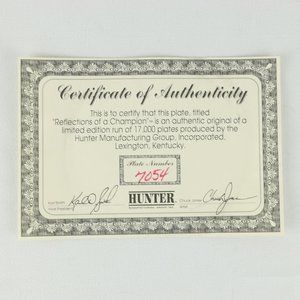 Certificate of Authenticity
This is to certify that this plate, titled
"Reflections of a Champion" – is an authentic original of a
limited edition run of 17,000 plates produced by the
Hunter Manufacturing Group, Incorporated.
Lexington, Kentucky.
Plate Number
7054
HUNTER
Vice President